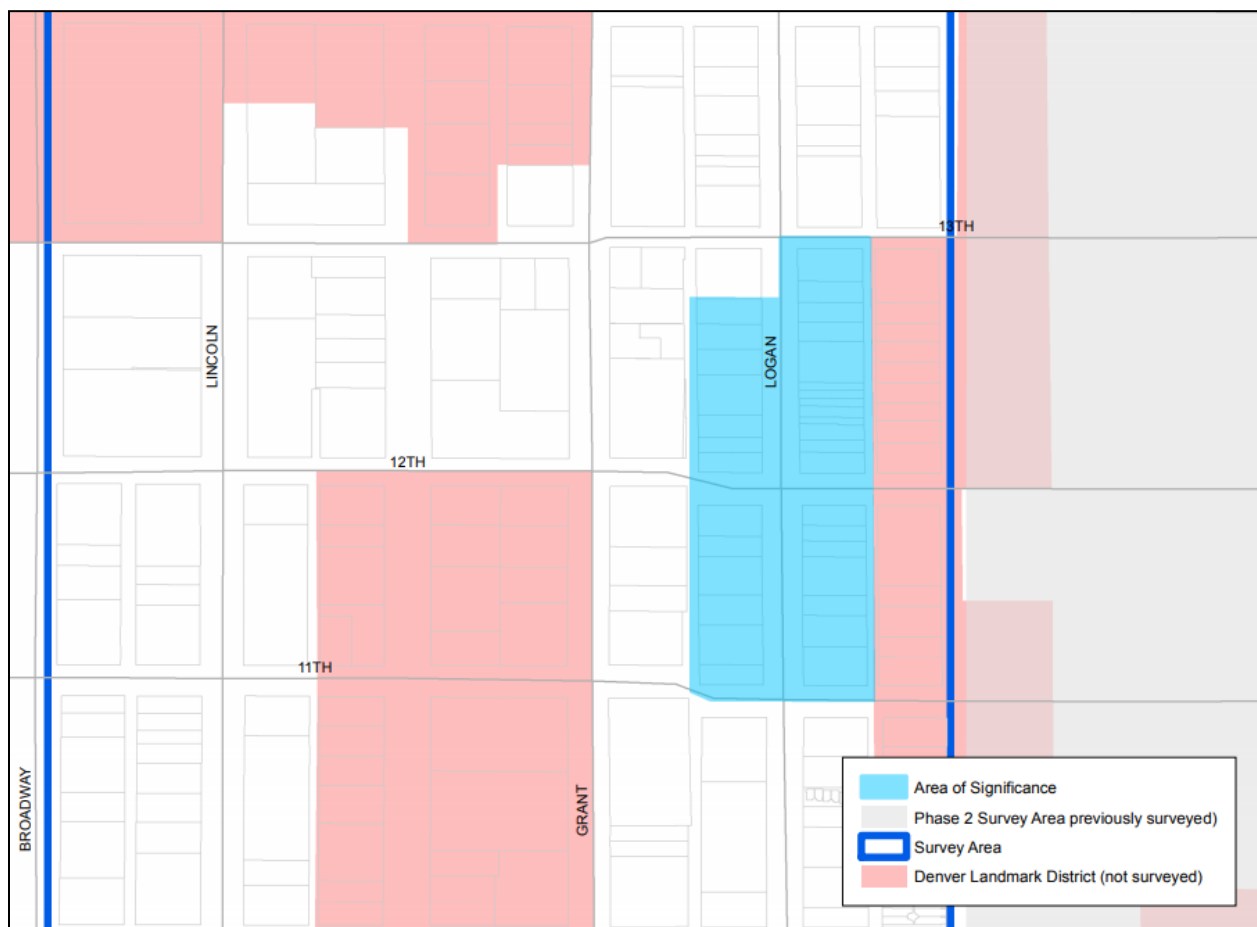 13TH
LINCOLN
LOGAN
12TH
11TH
BROADWAY
GRANT
Area of Significance
Phase 2 Survey Area previously surveyed)
Survey Area
Denver Landmark District (not surveyed)